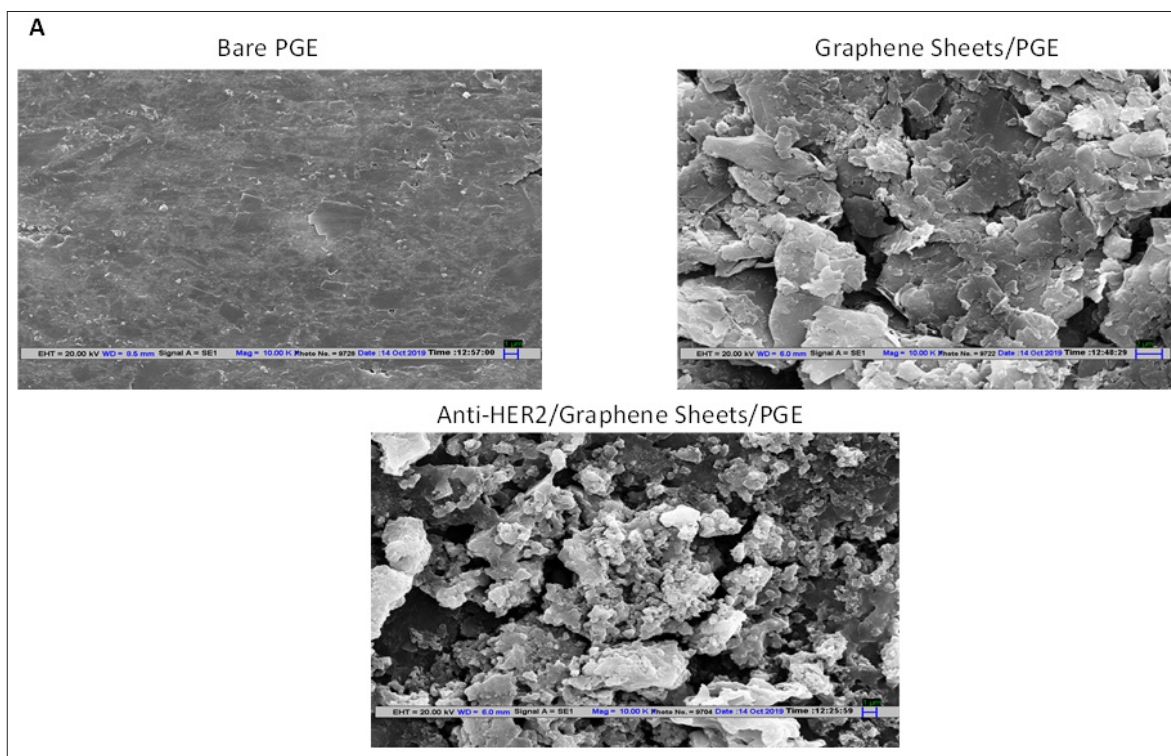 A
Bare PGE
Graphene Sheets/PGE
1 µm
EHT = 20.00 kV WD = 8.5 mm Signal A = SE1 Mag = 10.00 K X Photo No. = 9728 Date :14 Oct 2019 Time :12:57:00
2 µm
EHT = 20.00 kV WD = 6.0 mm Signal A = SE1 Mag = 10.00 K X Photo No. = 9722 Date :14 Oct 2019 Time :12:48:29
Anti-HER2/Graphene Sheets/PGE
EHT = 20.00 kV WD = 6.0 mm Signal A = SE1 Mag = 10.00 K X Photo No. = 9704 Date :14 Oct 2019 Time :12:25:59